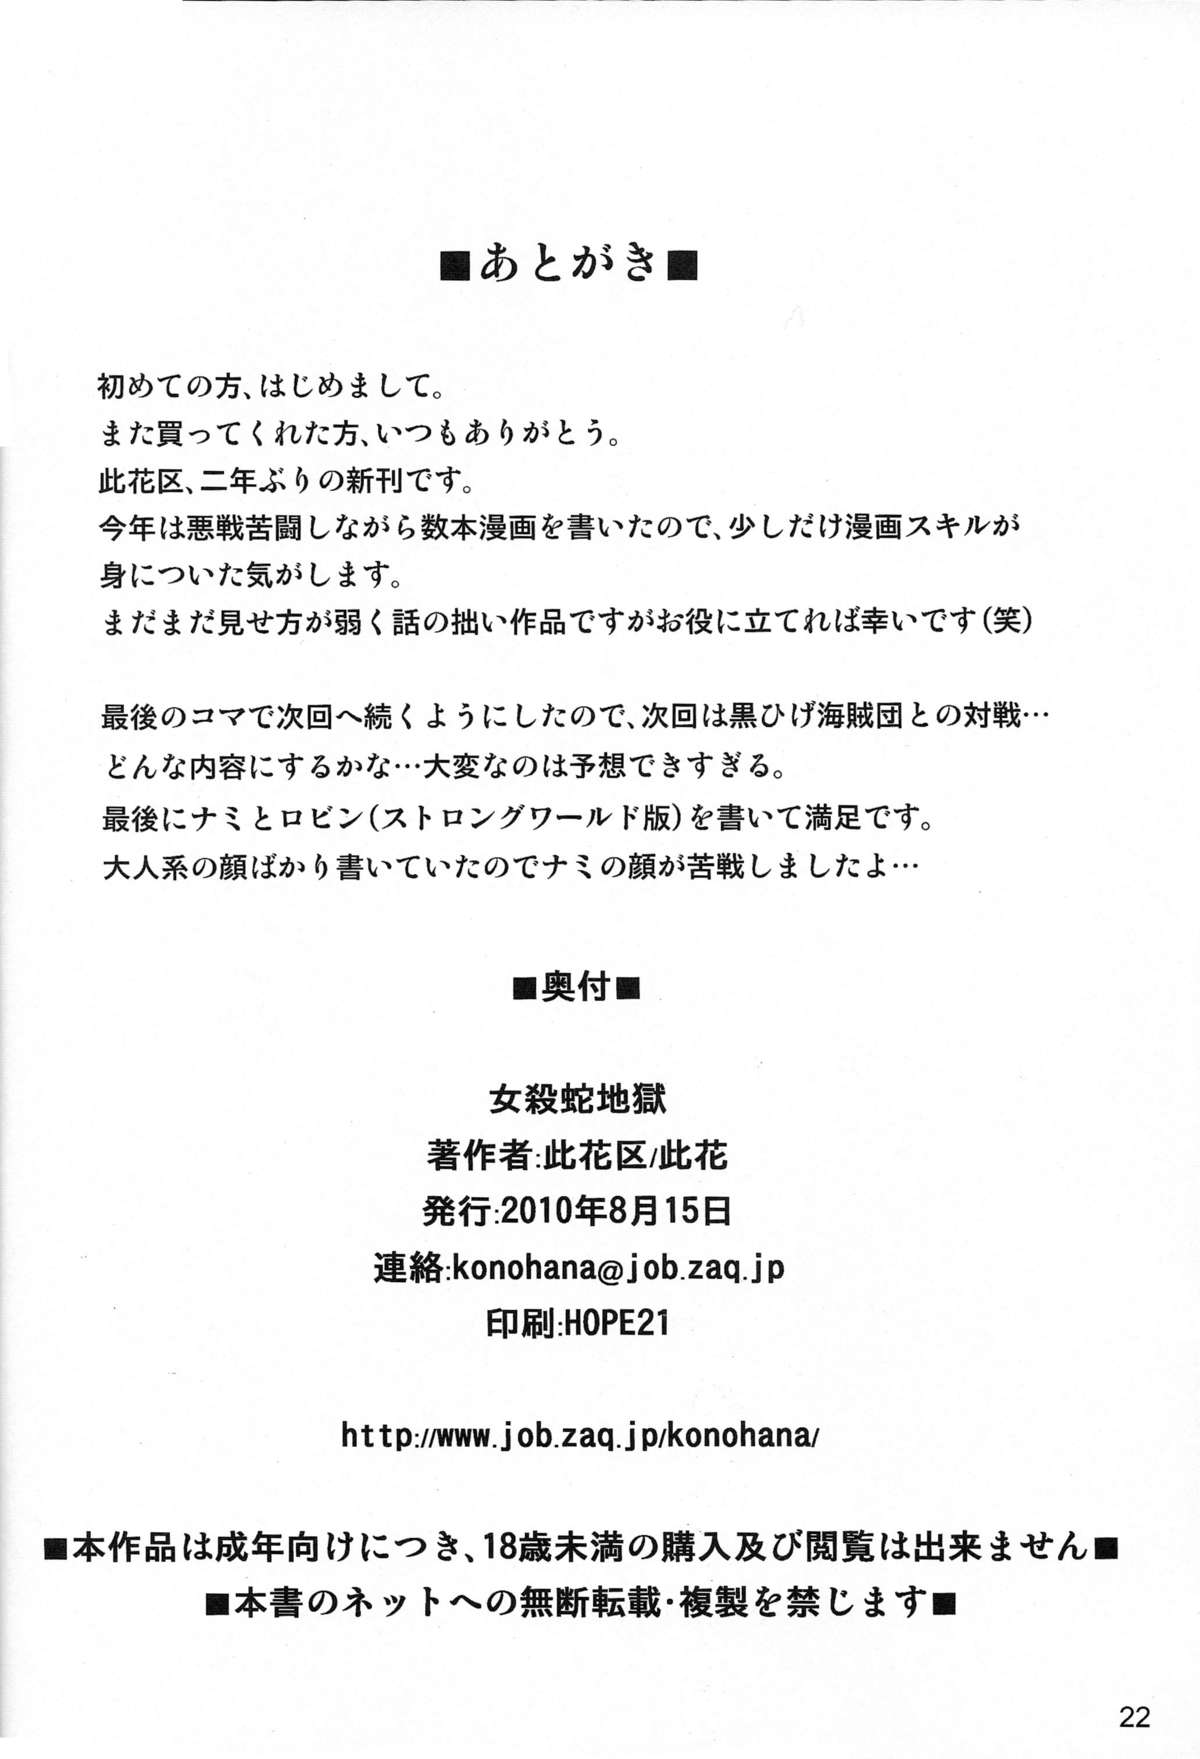 ■あとがき■
初めての方、はじめまして。
また買ってくれた方、いつもありがとう。
此花区、二年ぶりの新刊です。
今年は悪戦苦闘しながら数本漫画を書いたので、少しだけ漫画スキルが
身についた気がします。
まだまだ見せ方が弱く話の拙い作品ですがお役に立てれば幸いです(笑)
最後のコマで次回へ続くようにしたので、次回は黒ひげ海賊団との対戦…
どんな内容にするかな…大変なのは予想できすぎる。
最後にナミとロビン(ストロングワールド版)を書いて満足です。
大人系の顔ばかり書いていたのでナミの顔が苦戦しましたよ…
■奥付■
女殺蛇地獄
著作者:此花区/此花
発行:2010年8月15日
連絡:konohana@job.zaq.jp
印刷:HOPE21
http://www.job.zaq.jp/konohana/
■本作品は成年向けにつき、18歳未満の購入及び閲覧は出来ません■
■本書のネットへの無断転載・複製を禁じます■
22